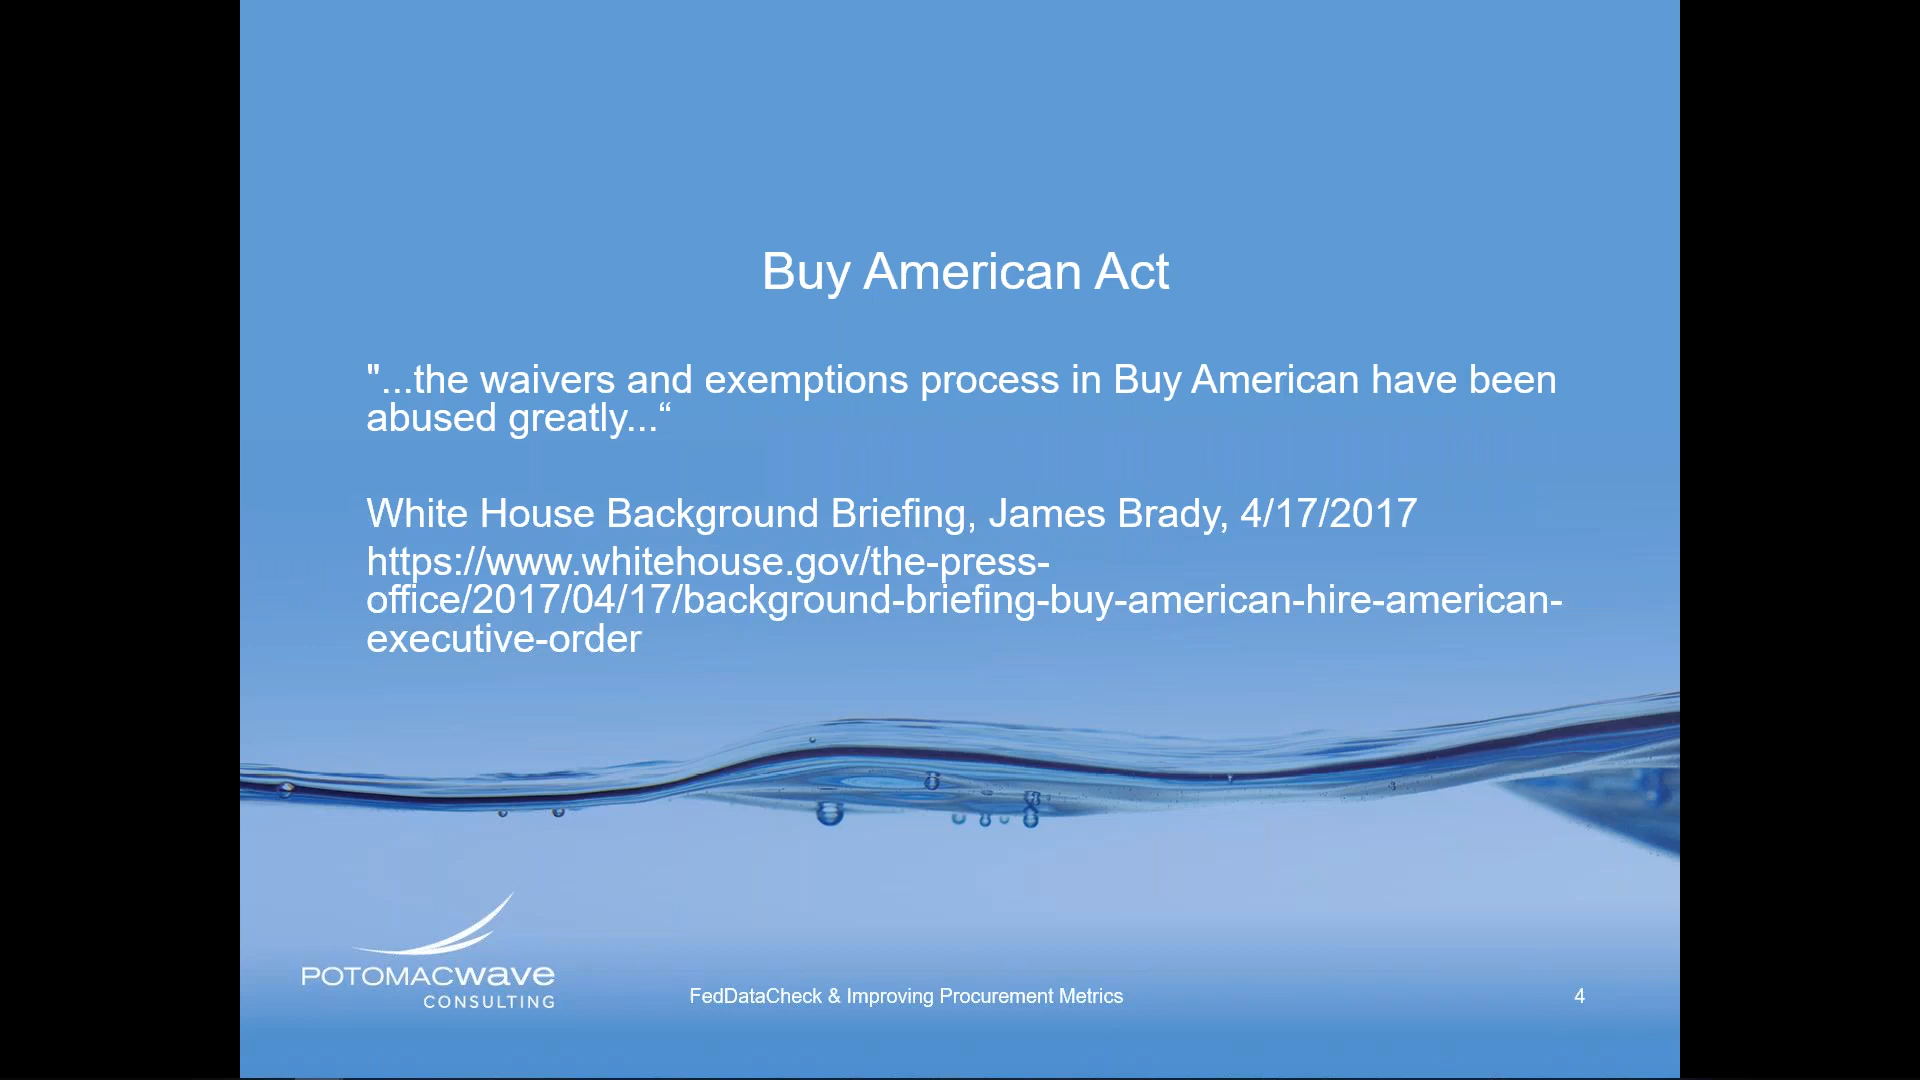 Buy American Act
"...the waivers and exemptions process in Buy American have been
abused greatly...“
White House Background Briefing, James Brady, 4/17/2017
https://www.whitehouse.gov/the-press-
office/2017/04/17/background-briefing-buy-american-hire-american-
executive-order
POTOMACwave
CONSULTING
FedDataCheck & Improving Procurement Metrics
4